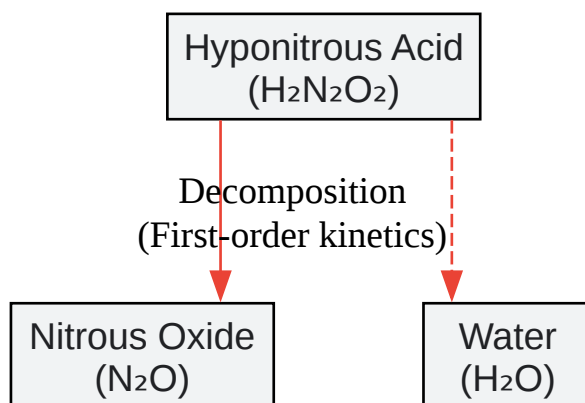 Hyponitrous Acid
(H₂N₂O₂)
Decomposition
(First-order kinetics)
Nitrous Oxide
(N₂O)
Water
(H₂O)